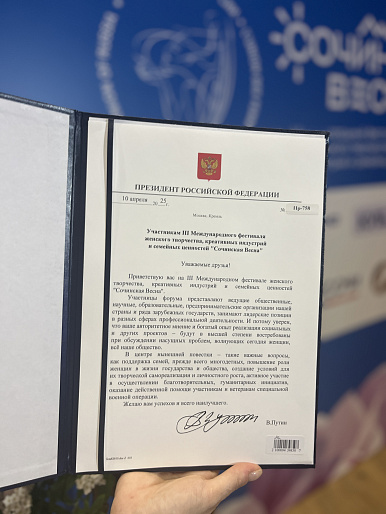 СОЧИН
ВЕС
ПРЕЗИДЕНТ РОССИЙСКОЙ ФЕДЕРАЦИИ
10 апреля 20 25 г.
№ Пр-758
Москва, Кремль
Участникам III Международного фестиваля
женского творчества, креативных индустрий
и семейных ценностей "Сочинская Весна"
Уважаемые друзья!
Приветствую вас на III Международном фестивале женского
творчества, креативных индустрий и семейных ценностей
"Сочинская Весна".
Участницы форума представляют ведущие общественные,
научные, образовательные, предпринимательские организации нашей
страны и ряда зарубежных государств, занимают лидерские позиции
в разных сферах профессиональной деятельности. И потому уверен,
что ваше авторитетное мнение и богатый опыт реализации социальных
и других проектов – будут в высшей степени востребованы
при обсуждении насущных проблем, волнующих сегодня женщин,
всё наше общество.
В центре нынешней повестки – такие важные вопросы,
как поддержка семей, прежде всего многодетных, повышение роли
женщин в жизни государства и общества, создание условий для
их творческой самореализации и личностного роста, активное участие
в осуществлении благотворительных, гуманитарных инициатив,
оказание действенной помощи участникам и ветеранам специальной
военной операции.
Желаю вам успехов и всего наилучшего.
В.Путин